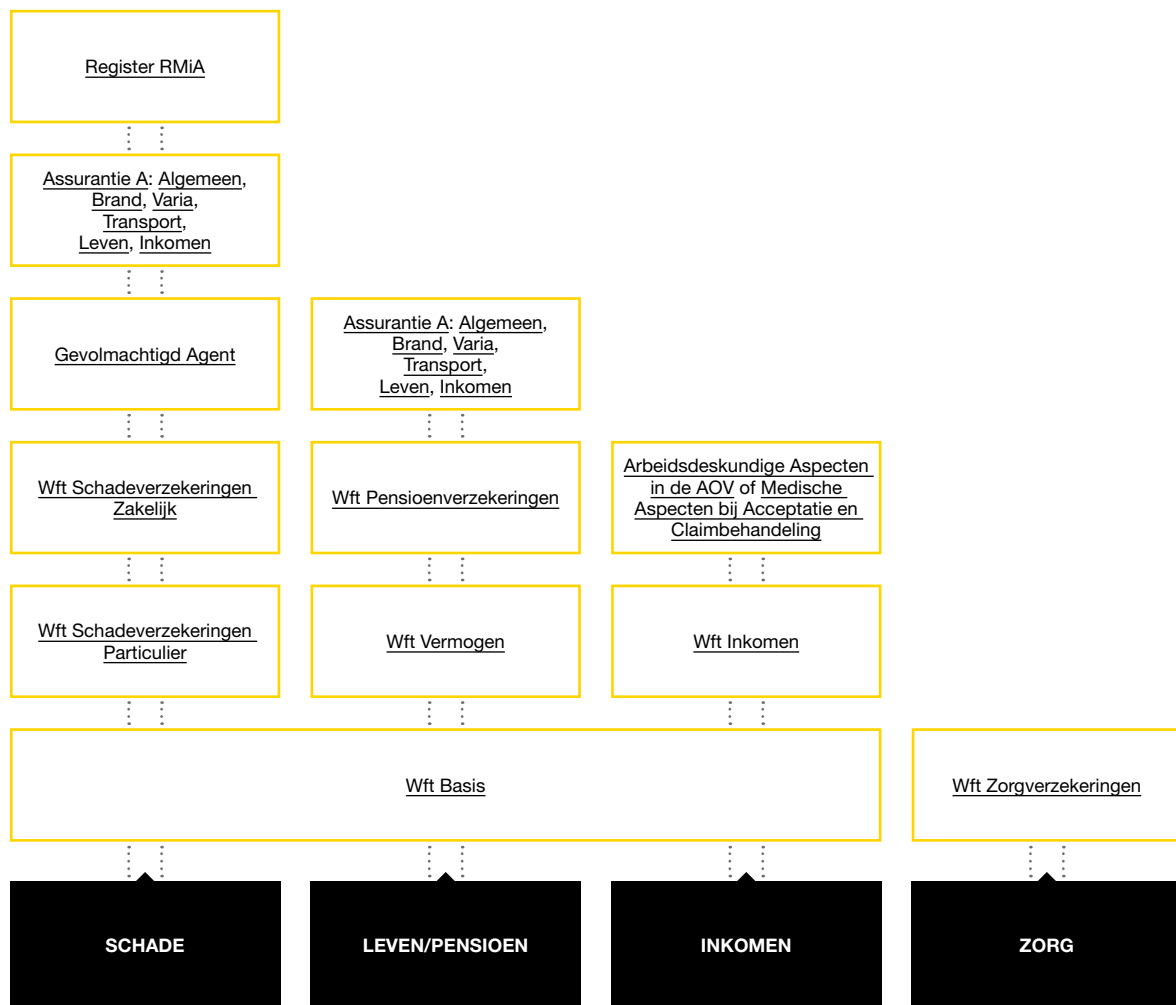 Register RMiA
Assurantie A: Algemeen,
Brand, Varia,
Transport,
Leven, Inkomen
Gevolmachtigd Agent
Assurantie A: Algemeen,
Brand, Varia,
Transport,
Leven, Inkomen
Wft Schadeverzekeringen
Zakelijk
Wft Pensioenverzekeringen
Arbeidsdeskundige Aspecten
in de AOV of Medische
Aspecten bij Acceptatie en
Claimbehandeling
Wft Schadeverzekeringen
Particulier
Wft Vermogen
Wft Inkomen
Wft Basis
Wft Zorgverzekeringen
SCHADE
LEVEN/PENSIOEN
INKOMEN
ZORG